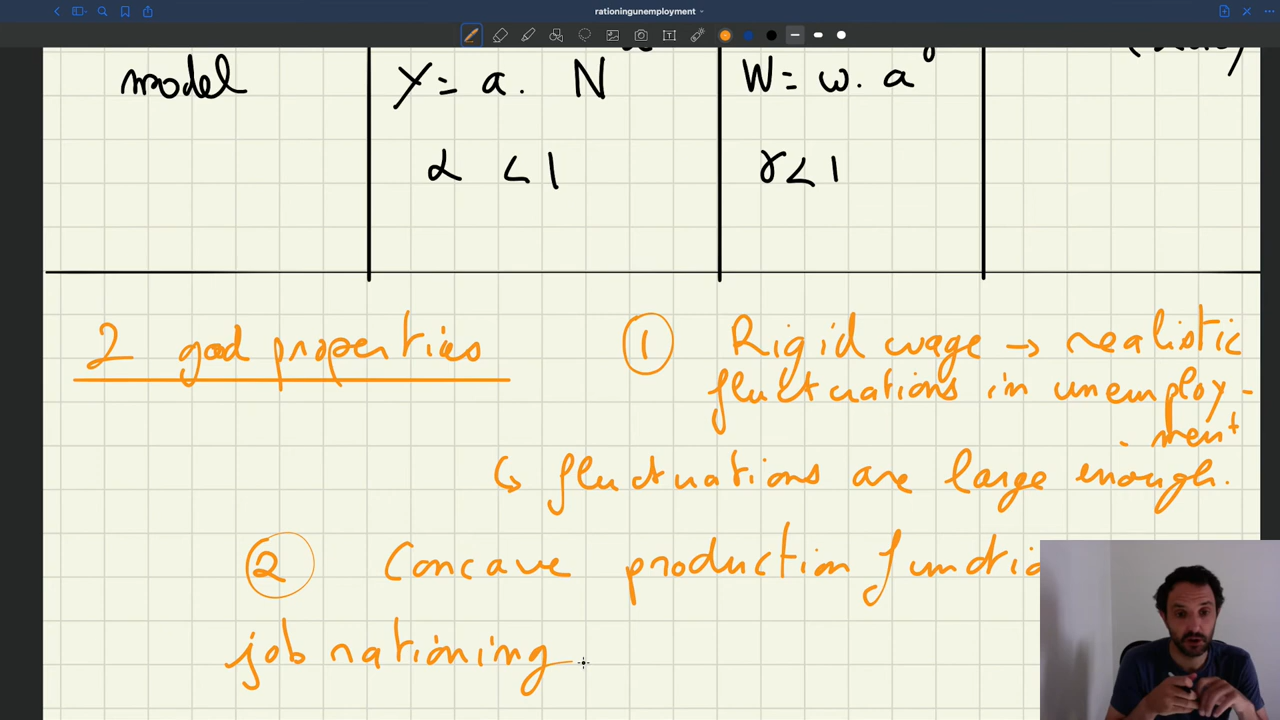 rationingunemployment
model
Y = a. N
α < 1
W = ω. a^γ
γ < 1
2 good properties
① Rigid wage → realistic
fluctuations in unemploy-
ment
↳ fluctuations are large enough.
② Concave production functio
job rationing